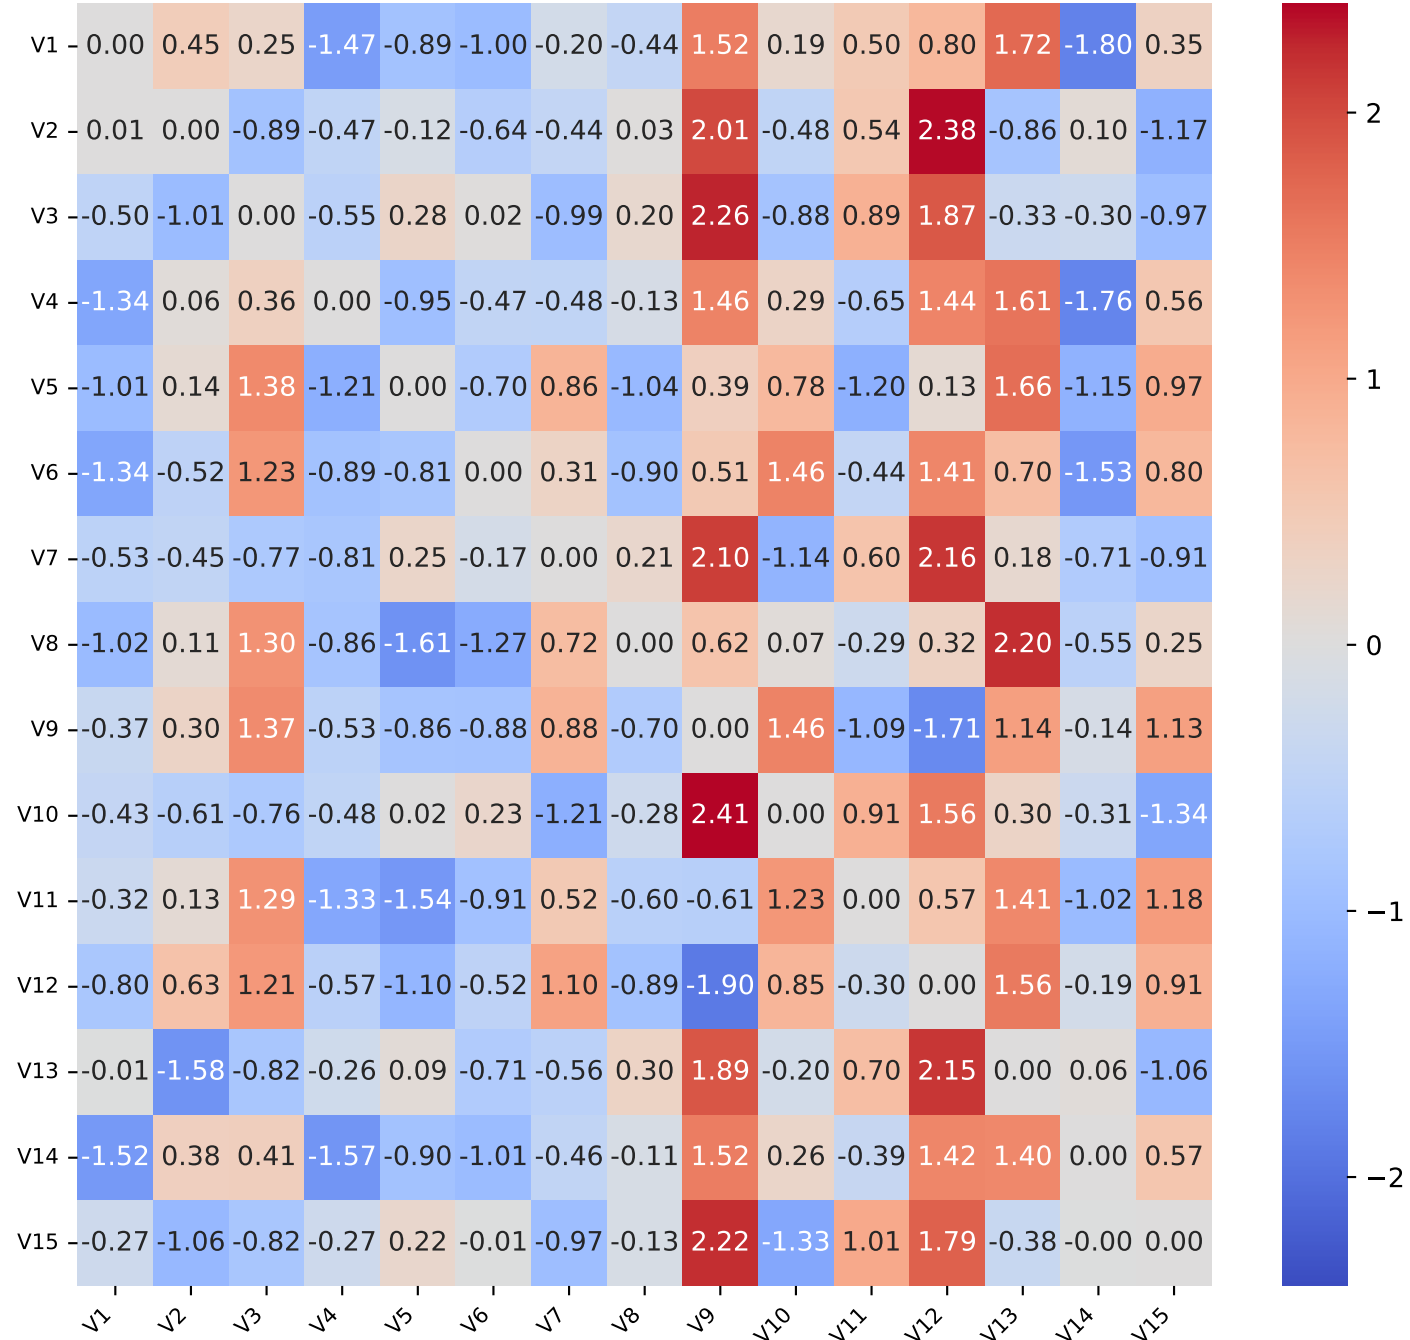 V1 0.00 0.45 0.25 -1.47 -0.89 -1.00 -0.20 -0.44 1.52 0.19 0.50 0.80 1.72 -1.80 0.35
V2 0.01 0.00 -0.89 -0.47 -0.12 -0.64 -0.44 0.03 2.01 -0.48 0.54 2.38 -0.86 0.10 -1.17
V3 -0.50 -1.01 0.00 -0.55 0.28 0.02 -0.99 0.20 2.26 -0.88 0.89 1.87 -0.33 -0.30 -0.97
V4 -1.34 0.06 0.36 0.00 -0.95 -0.47 -0.48 -0.13 1.46 0.29 -0.65 1.44 1.61 -1.76 0.56
V5 -1.01 0.14 1.38 -1.21 0.00 -0.70 0.86 -1.04 0.39 0.78 -1.20 0.13 1.66 -1.15 0.97
V6 -1.34 -0.52 1.23 -0.89 -0.81 0.00 0.31 -0.90 0.51 1.46 -0.44 1.41 0.70 -1.53 0.80
V7 -0.53 -0.45 -0.77 -0.81 0.25 -0.17 0.00 0.21 2.10 -1.14 0.60 2.16 0.18 -0.71 -0.91
V8 -1.02 0.11 1.30 -0.86 -1.61 -1.27 0.72 0.00 0.62 0.07 -0.29 0.32 2.20 -0.55 0.25
V9 -0.37 0.30 1.37 -0.53 -0.86 -0.88 0.88 -0.70 0.00 1.46 -1.09 -1.71 1.14 -0.14 1.13
V10 -0.43 -0.61 -0.76 -0.48 0.02 0.23 -1.21 -0.28 2.41 0.00 0.91 1.56 0.30 -0.31 -1.34
V11 -0.32 0.13 1.29 -1.33 -1.54 -0.91 0.52 -0.60 -0.61 1.23 0.00 0.57 1.41 -1.02 1.18
V12 -0.80 0.63 1.21 -0.57 -1.10 -0.52 1.10 -0.89 -1.90 0.85 -0.30 0.00 1.56 -0.19 0.91
V13 -0.01 -1.58 -0.82 -0.26 0.09 -0.71 -0.56 0.30 1.89 -0.20 0.70 2.15 0.00 0.06 -1.06
V14 -1.52 0.38 0.41 -1.57 -0.90 -1.01 -0.46 -0.11 1.52 0.26 -0.39 1.42 1.40 0.00 0.57
V15 -0.27 -1.06 -0.82 -0.27 0.22 -0.01 -0.97 -0.13 2.22 -1.33 1.01 1.79 -0.38 -0.00 0.00
V1 V2 V3 V4 V5 V6 V7 V8 V9 V10 V11 V12 V13 V14 V15
2
1
0
−1
−2